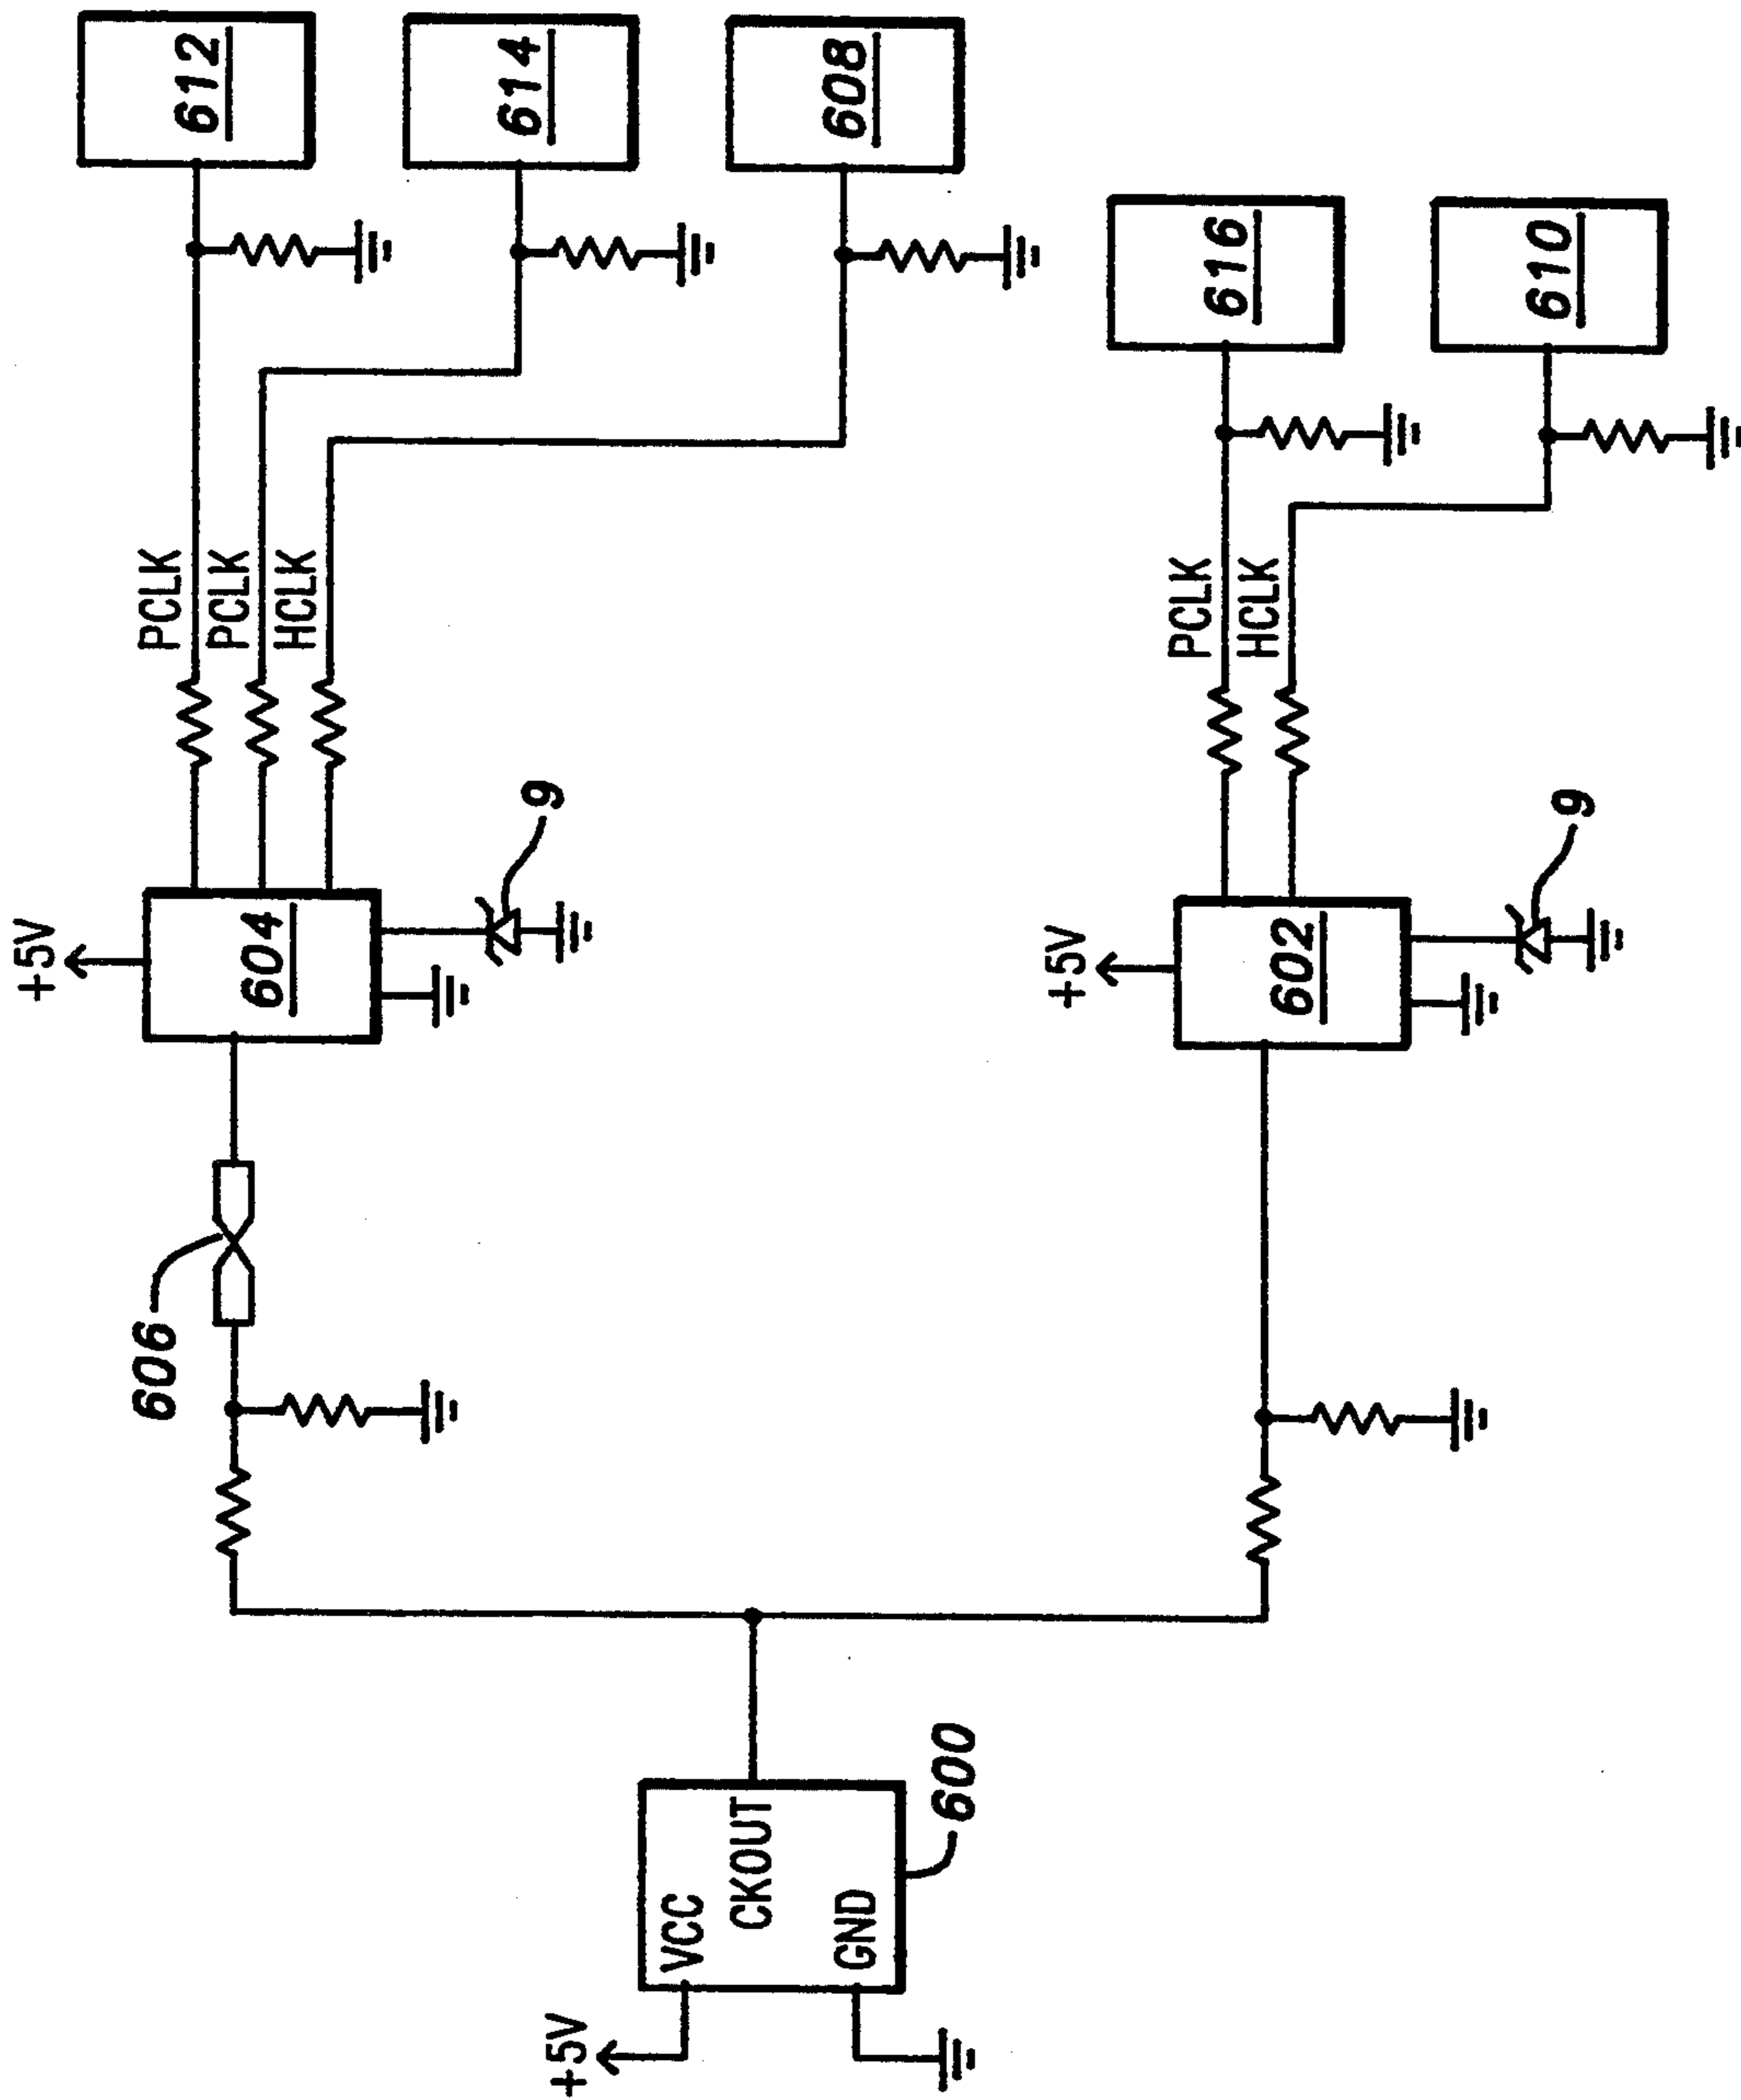 +5V
VCC
CKOUT
GND
600
606
+5V
604
9
PCLK
PCLK
HCLK
612
614
608
+5V
602
9
PCLK
HCLK
616
610